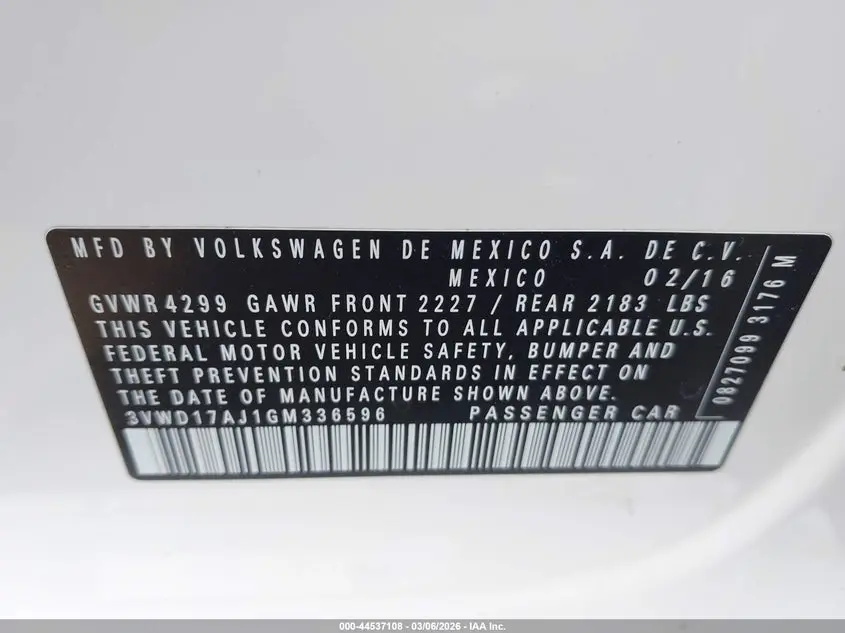 MFD BY VOLKSWAGEN DE MEXICO S.A. DE C.V.
MEXICO 02/16
GVWR 4299 GAWR FRONT 2227 / REAR 2183 LBS
THIS VEHICLE CONFORMS TO ALL APPLICABLE U.S.
FEDERAL MOTOR VEHICLE SAFETY, BUMPER AND
THEFT PREVENTION STANDARDS IN EFFECT ON
THE DATE OF MANUFACTURE SHOWN ABOVE.
3VWD17AJ1GM336596 PASSENGER CAR
0827099 3176 M
000-44537108 | 03/06/2026 | IAA Inc.